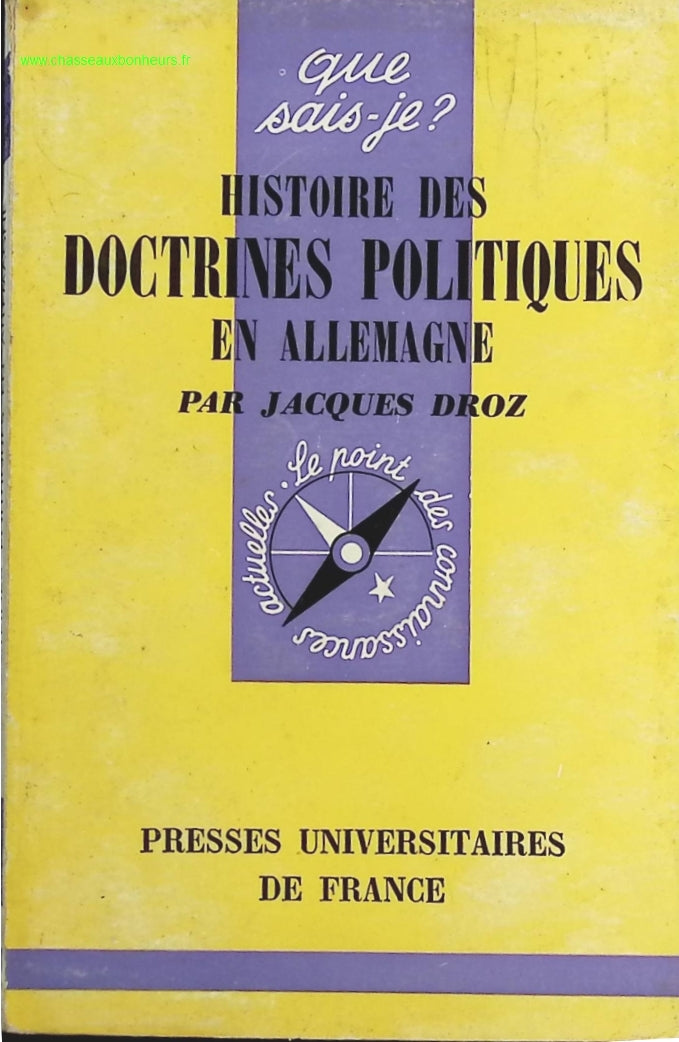 www.chasseauxbonheurs.fr
que
sais-je?
HISTOIRE DES
DOCTRINES POLITIQUES
EN ALLEMAGNE
PAR JACQUES DROZ
Le point des connaissances actuelles.
PRESSES UNIVERSITAIRES
DE FRANCE